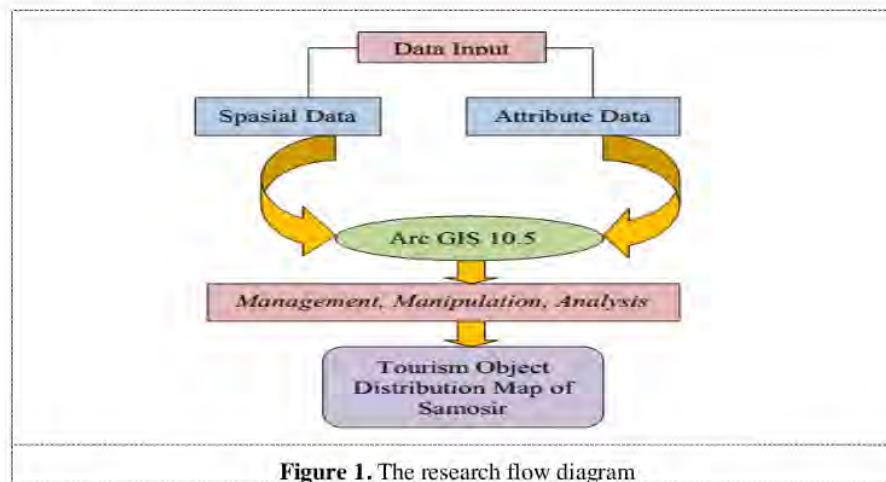 Data Input
Spasial Data
Attribute Data
Arc GIS 10.5
Management, Manipulation, Analysis
Tourism Object
Distribution Map of
Samosir
Figure 1. The research flow diagram